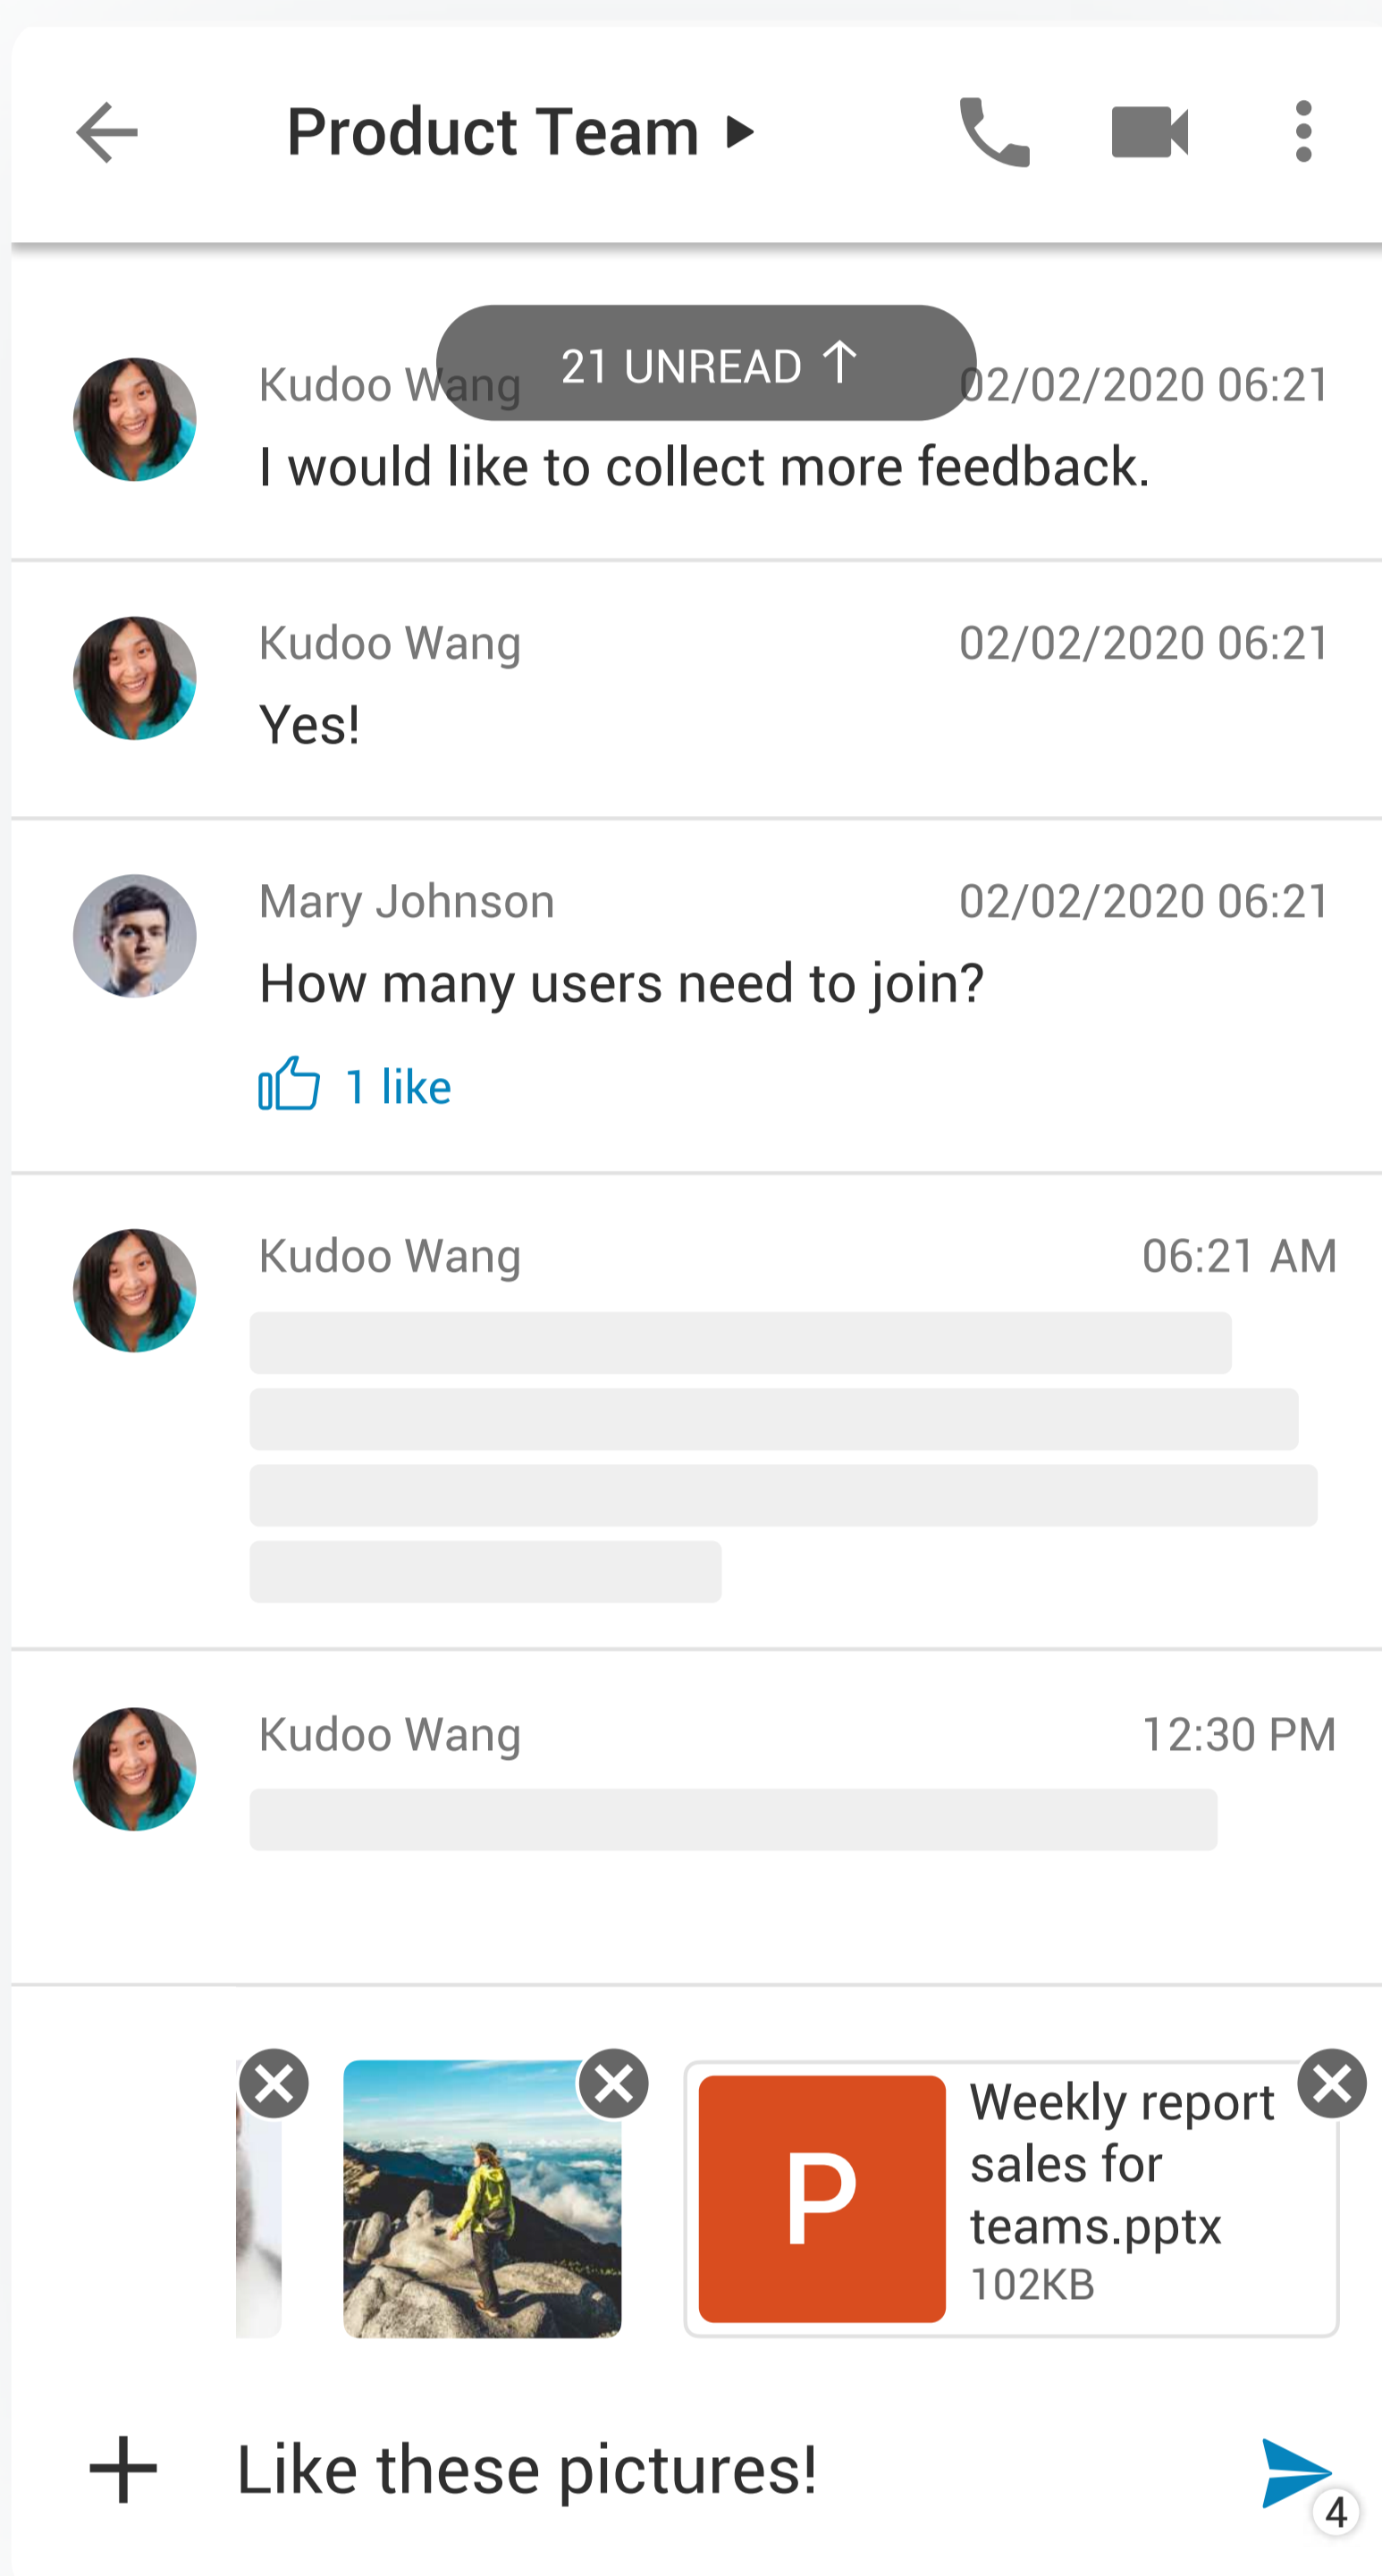 Product Team
21 UNREAD
Kudoo Wang 02/02/2020 06:21
I would like to collect more feedback.
Kudoo Wang 02/02/2020 06:21
Yes!
Mary Johnson 02/02/2020 06:21
How many users need to join?
1 like
Kudoo Wang 06:21 AM
Kudoo Wang 12:30 PM
P
Weekly report
sales for
teams.pptx
102KB
Like these pictures!
4